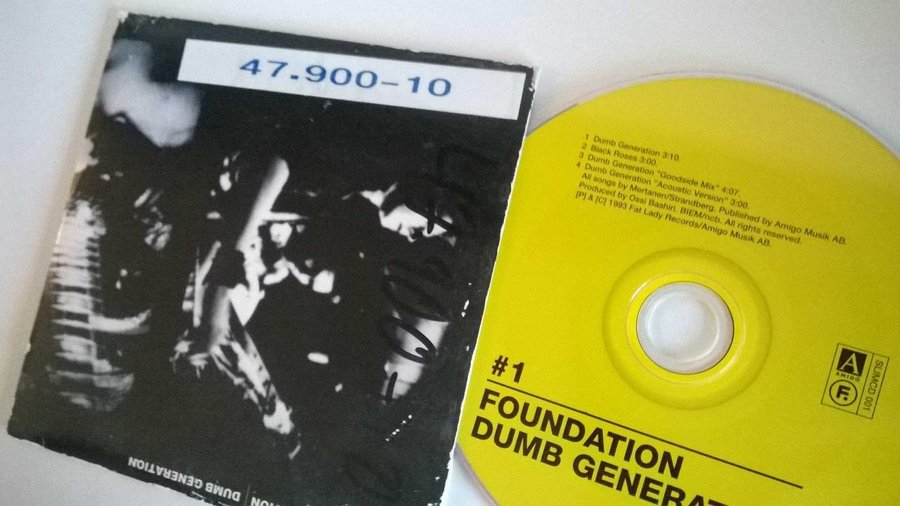 47.900-10
DUMB GENERATION
1 Dumb Generation 3:10.
2 Black Roses 3:00.
3 Dumb Generation "Goodside Mix" 4:07.
4 Dumb Generation "Acoustic Version" 3:00.
All songs by Mertanen/Strandberg. Published by Amigo Musik AB.
Produced by Ossi Bashiri. BIEM/ncb. All rights reserved.
[P] & [C] 1993 Fat Lady Records/Amigo Musik AB.
#1
FOUNDATION
DUMB GENERAT
A
AMIGO
F.
SLIMCD 001